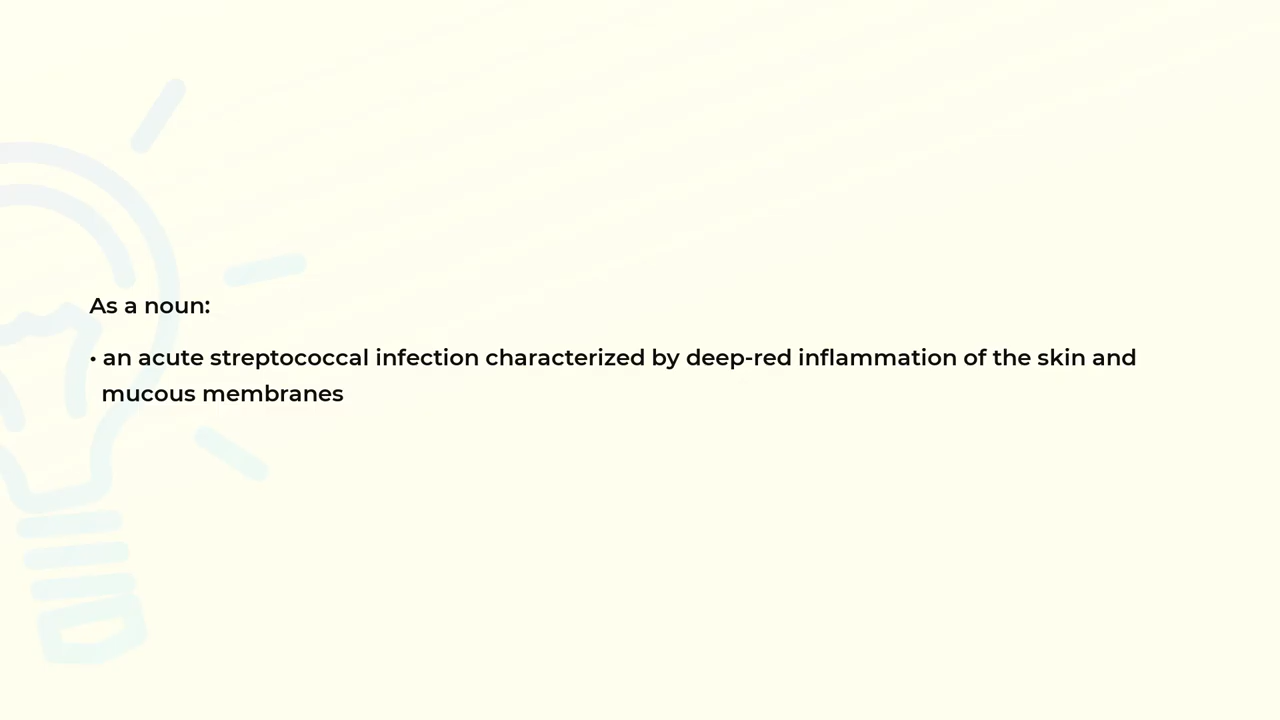 As a noun:
• an acute streptococcal infection characterized by deep-red inflammation of the skin and
mucous membranes